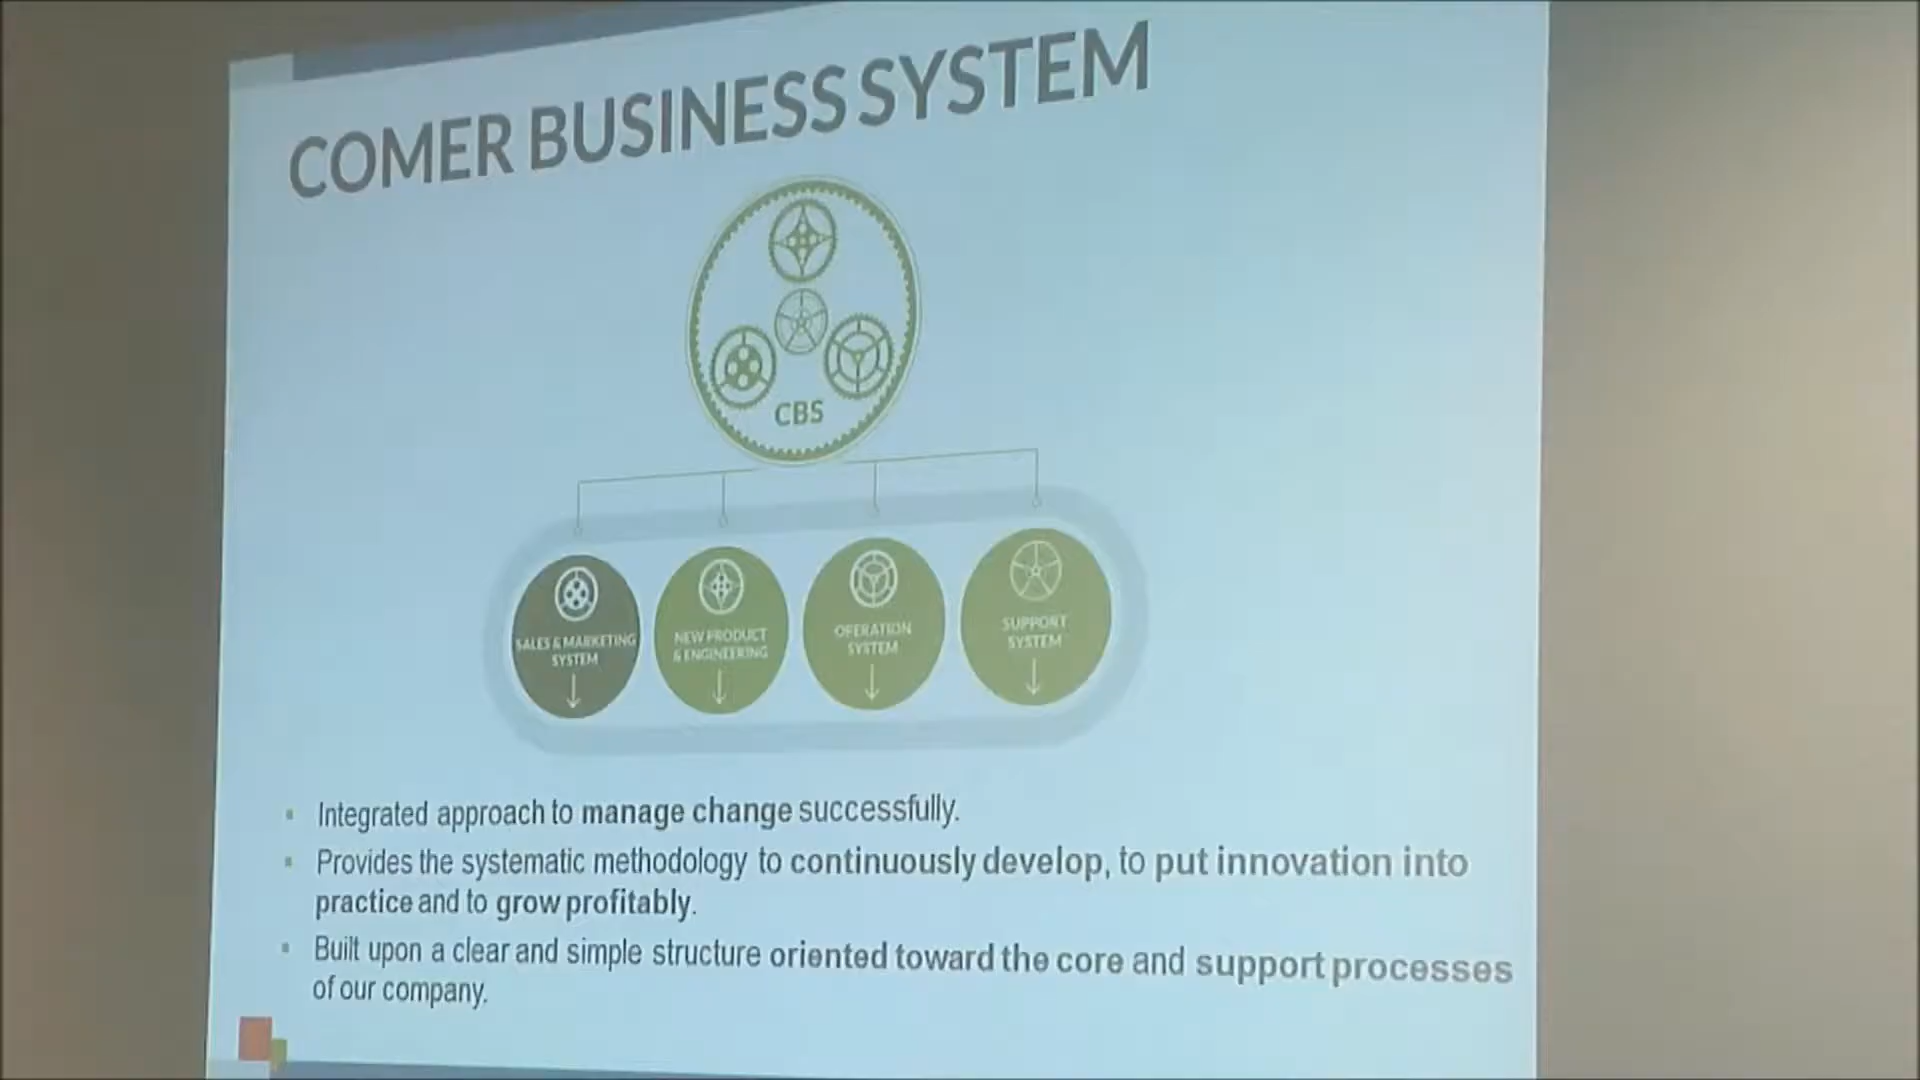 COMER BUSINESS SYSTEM
CBS
SALES & MARKETING
SYSTEM
NEW PRODUCT
& ENGINEERING
OPERATION
SYSTEM
SUPPORT
SYSTEM
Integrated approach to manage change successfully.
Provides the systematic methodology to continuously develop, to put innovation into
practice and to grow profitably.
Built upon a clear and simple structure oriented toward the core and support processes
of our company.